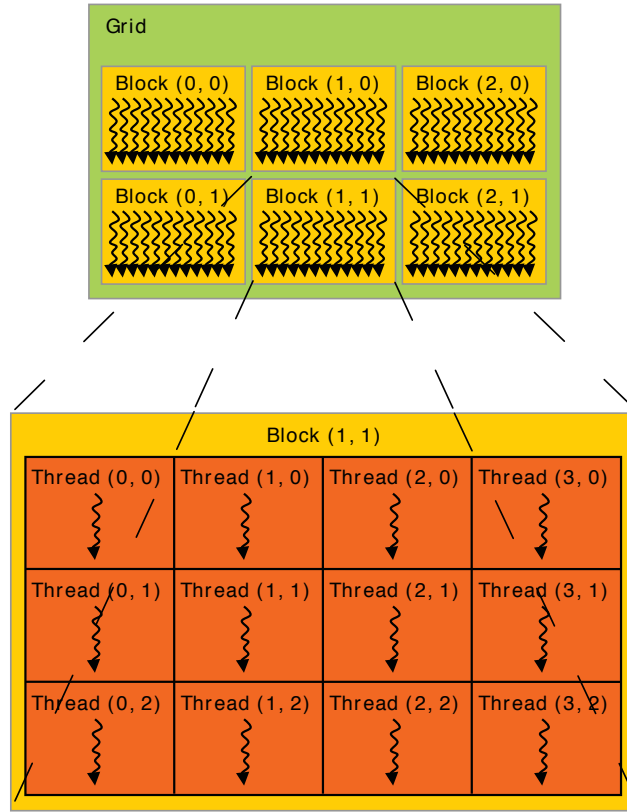 Grid
Block (0, 0) Block (1, 0) Block (2, 0)
Block (0, 1) Block (1, 1) Block (2, 1)
Block (1, 1)
Thread (0, 0) Thread (1, 0) Thread (2, 0) Thread (3, 0)
Thread (0, 1) Thread (1, 1) Thread (2, 1) Thread (3, 1)
Thread (0, 2) Thread (1, 2) Thread (2, 2) Thread (3, 2)